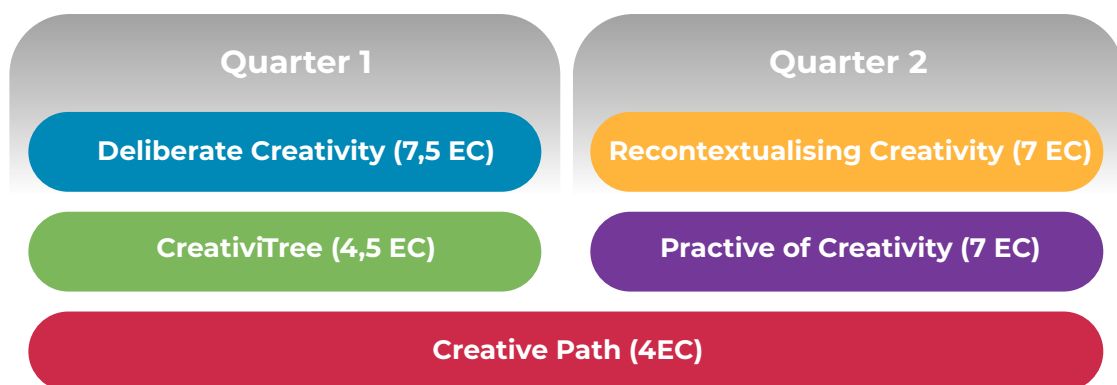 Quarter 1
Quarter 2
Deliberate Creativity (7,5 EC)
Recontextualising Creativity (7 EC)
CreativiTree (4,5 EC)
Practive of Creativity (7 EC)
Creative Path (4EC)